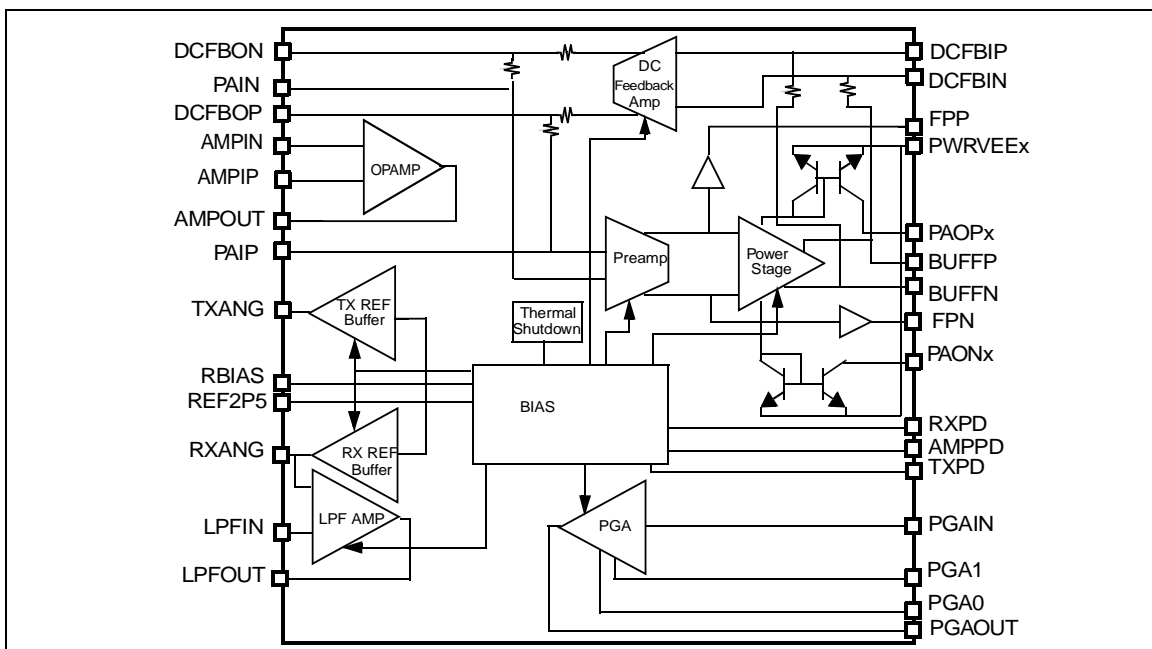 DCFBON
PAIN
DCFBOP
AMPIN
AMPIP
AMPOUT
PAIP
TXANG
RBIAS
REF2P5
RXANG
LPFIN
LPFOUT
DC
Feedback
Amp
OPAMP
Preamp
Power
Stage
TX REF
Buffer
Thermal
Shutdown
BIAS
RX REF
Buffer
LPF AMP
PGA
DCFBIP
DCFBIN
FPP
PWRVEEx
PAOPx
BUFFP
BUFFN
FPN
PAONx
RXPD
AMPPD
TXPD
PGAIN
PGA1
PGA0
PGAOUT